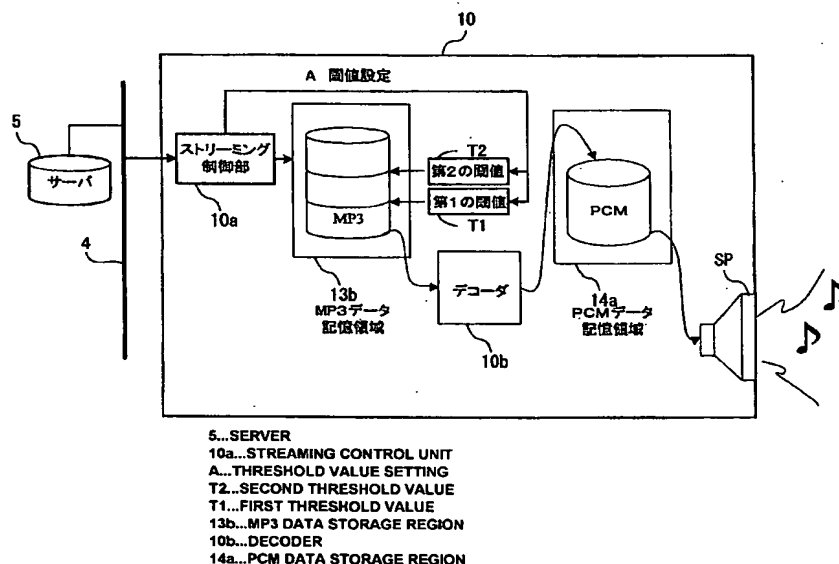 10
A 閾値設定
5
ストリーミング
制御部
T2
第2の閾値
サーバ
10a
第1の閾値
MP3
T1
PCM
4
SP
13b
デコーダ
14a
MP3データ
記憶領域
PCMデータ
記憶領域
10b
5...SERVER
10a...STREAMING CONTROL UNIT
A...THRESHOLD VALUE SETTING
T2...SECOND THRESHOLD VALUE
T1...FIRST THRESHOLD VALUE
13b...MP3 DATA STORAGE REGION
10b...DECODER
14a...PCM DATA STORAGE REGION